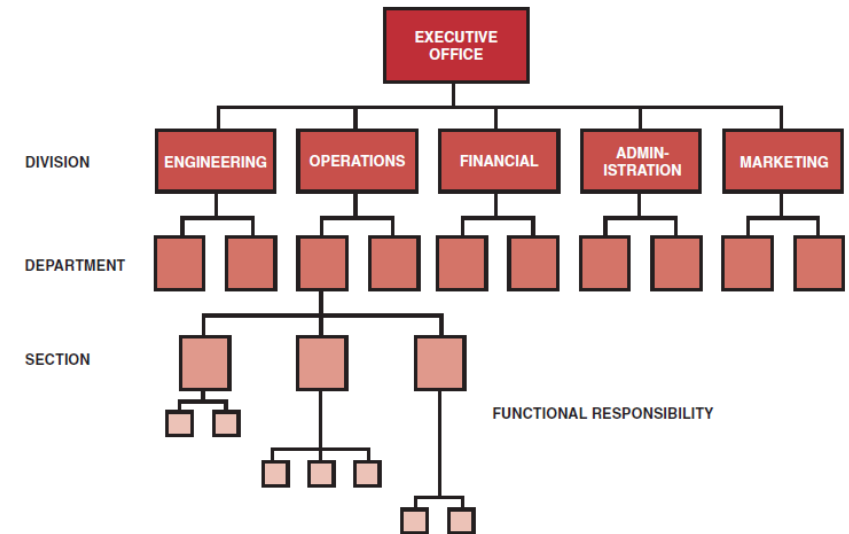 EXECUTIVE
OFFICE
DIVISION
ENGINEERING
OPERATIONS
FINANCIAL
ADMIN-
ISTRATION
MARKETING
DEPARTMENT
SECTION
FUNCTIONAL RESPONSIBILITY